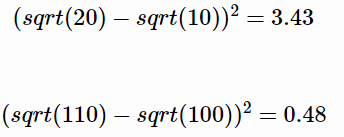 (sqrt(20) − sqrt(10))² = 3.43
(sqrt(110) − sqrt(100))² = 0.48